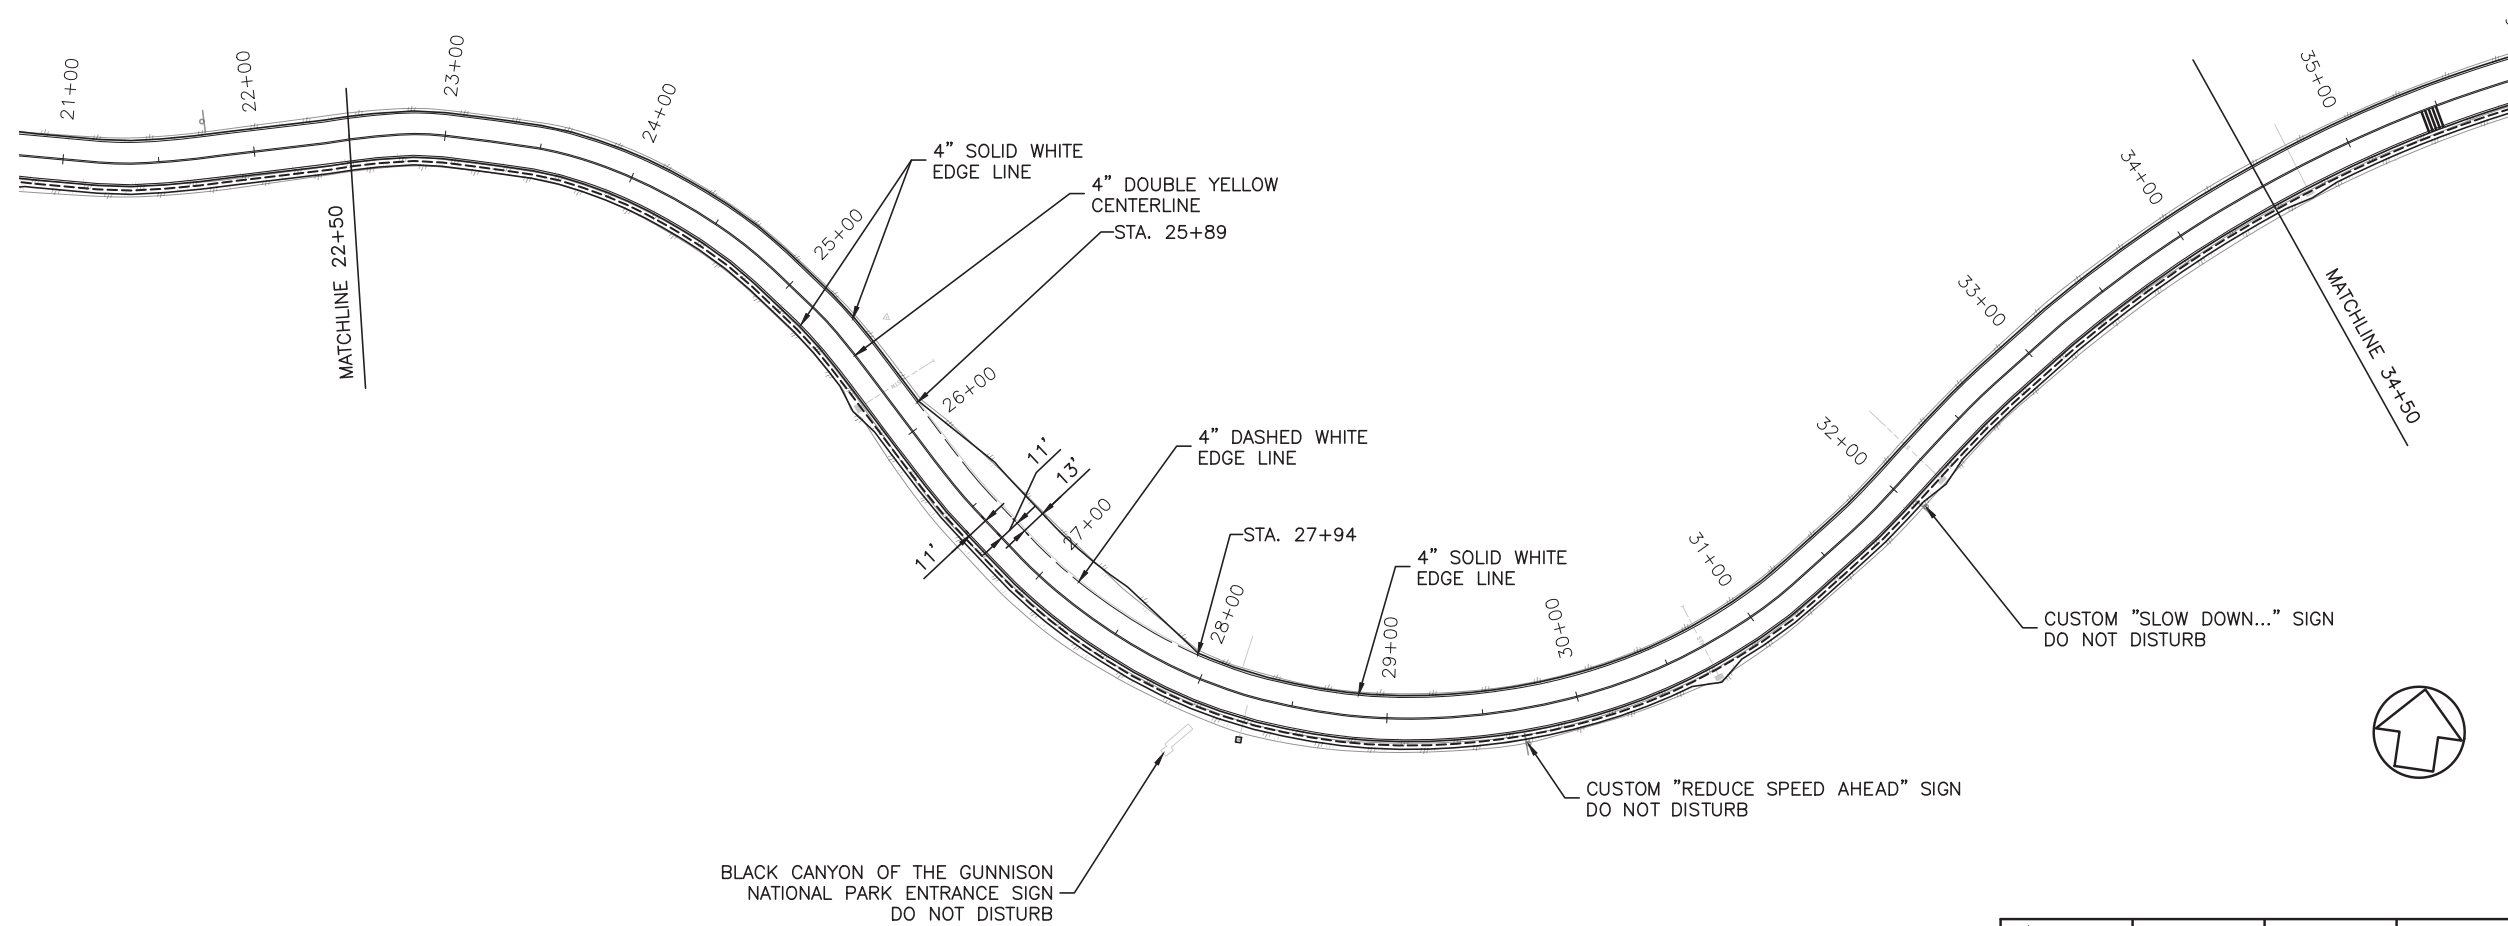 21+00
22+00
23+00
24+00
25+00
26+00
27+00
28+00
29+00
30+00
31+00
32+00
33+00
34+00
35+00
MATCHLINE 22+50
MATCHLINE 34+50
4" SOLID WHITE
EDGE LINE
4" DOUBLE YELLOW
CENTERLINE
STA. 25+89
4" DASHED WHITE
EDGE LINE
11'
13'
11'
STA. 27+94
4" SOLID WHITE
EDGE LINE
CUSTOM "SLOW DOWN..." SIGN
DO NOT DISTURB
CUSTOM "REDUCE SPEED AHEAD" SIGN
DO NOT DISTURB
BLACK CANYON OF THE GUNNISON
NATIONAL PARK ENTRANCE SIGN
DO NOT DISTURB